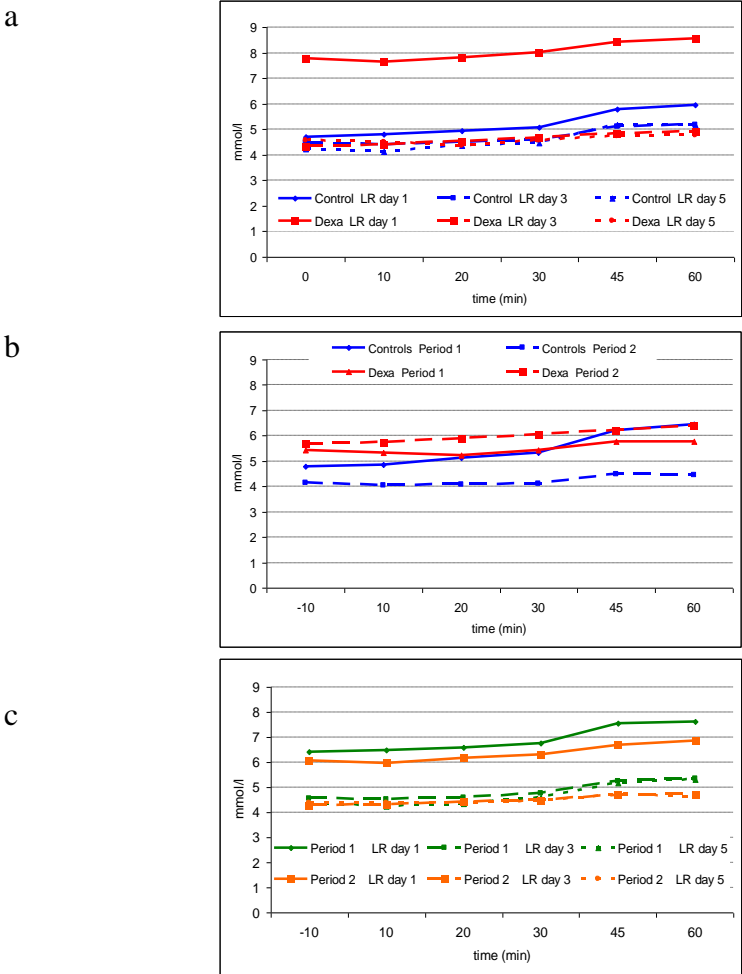 a
9
8
7
6
5
4
3
2
1
0
mmol/l
Control LR day 1 Control LR day 3 Control LR day 5
Dexa LR day 1 Dexa LR day 3 Dexa LR day 5
0 10 20 30 45 60
time (min)
b
Controls Period 1 Controls Period 2
Dexa Period 1 Dexa Period 2
9
8
7
6
5
4
3
2
1
0
mmol/l
-10 10 20 30 45 60
time (min)
c
9
8
7
6
5
4
3
2
1
0
mmol/l
Period 1 LR day 1 Period 1 LR day 3 Period 1 LR day 5
Period 2 LR day 1 Period 2 LR day 3 Period 2 LR day 5
-10 10 20 30 45 60
time (min)